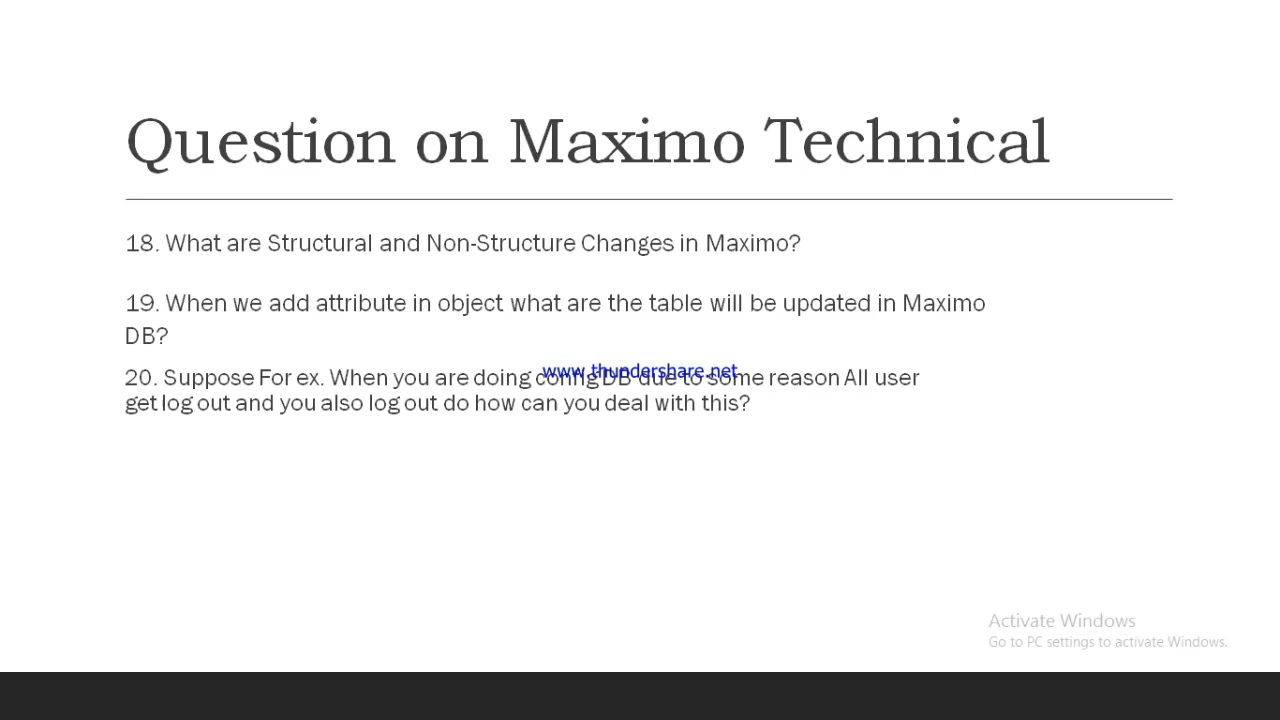 Question on Maximo Technical
18. What are Structural and Non-Structure Changes in Maximo?
19. When we add attribute in object what are the table will be updated in Maximo
DB?
www.thundershare.net
20. Suppose For ex. When you are doing config DB due to some reason All user
get log out and you also log out do how can you deal with this?
Activate Windows
Go to PC settings to activate Windows.